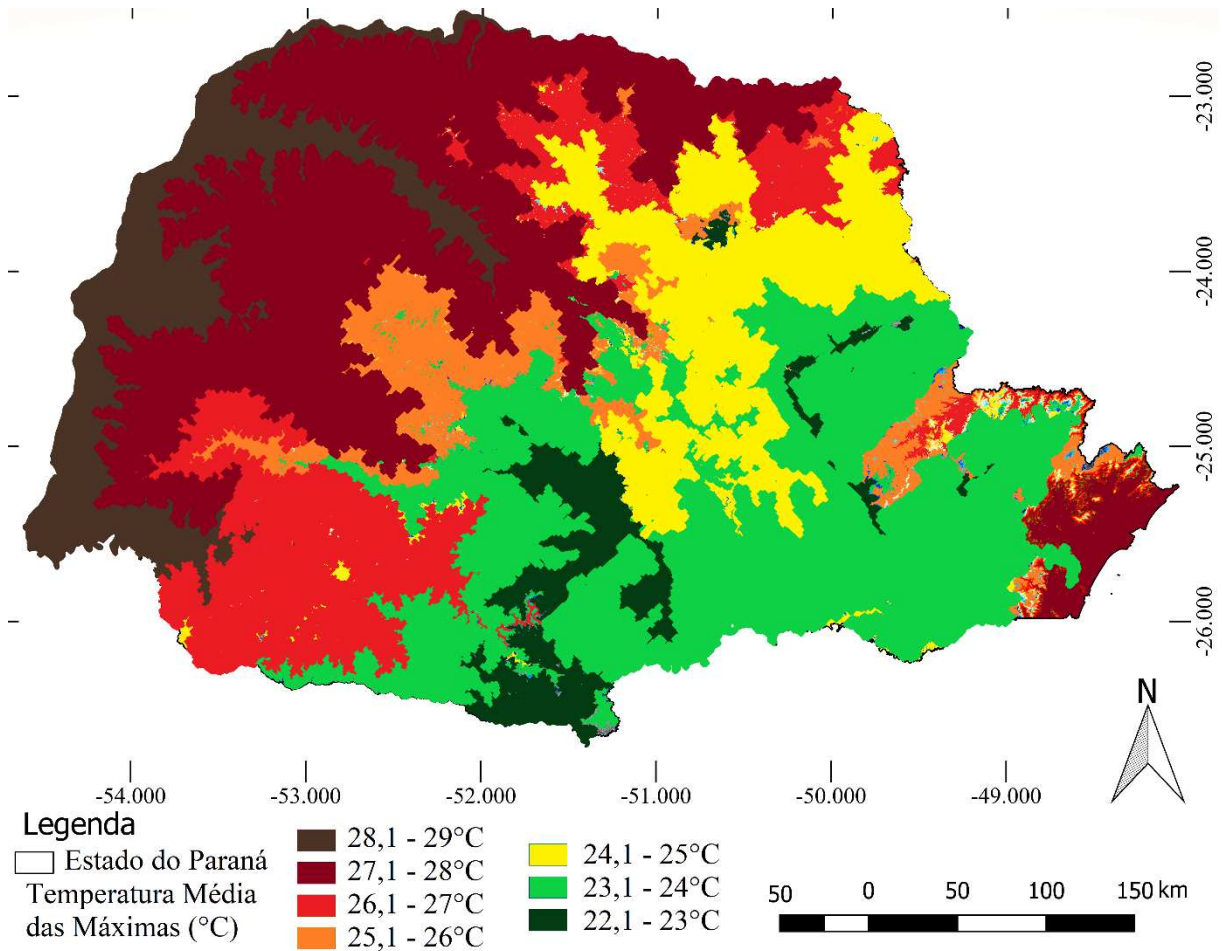 -23.000
-24.000
-25.000
-26.000
N
-54.000
-53.000
-52.000
-51.000
-50.000
-49.000
Legenda
Estado do Paraná
Temperatura Média
das Máximas (°C)
28,1 - 29°C
27,1 - 28°C
26,1 - 27°C
25,1 - 26°C
24,1 - 25°C
23,1 - 24°C
22,1 - 23°C
50 0 50 100 150 km